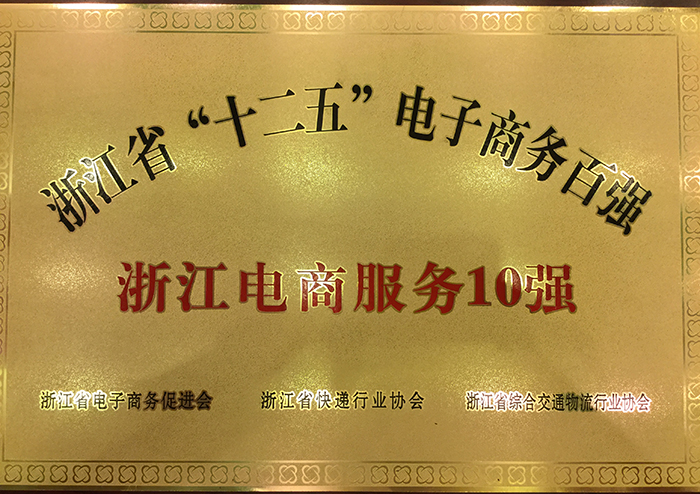 浙江省“十二五”电子商务百强
浙江电商服务10强
浙江省电子商务促进会 浙江省快递行业协会 浙江省综合交通物流行业协会